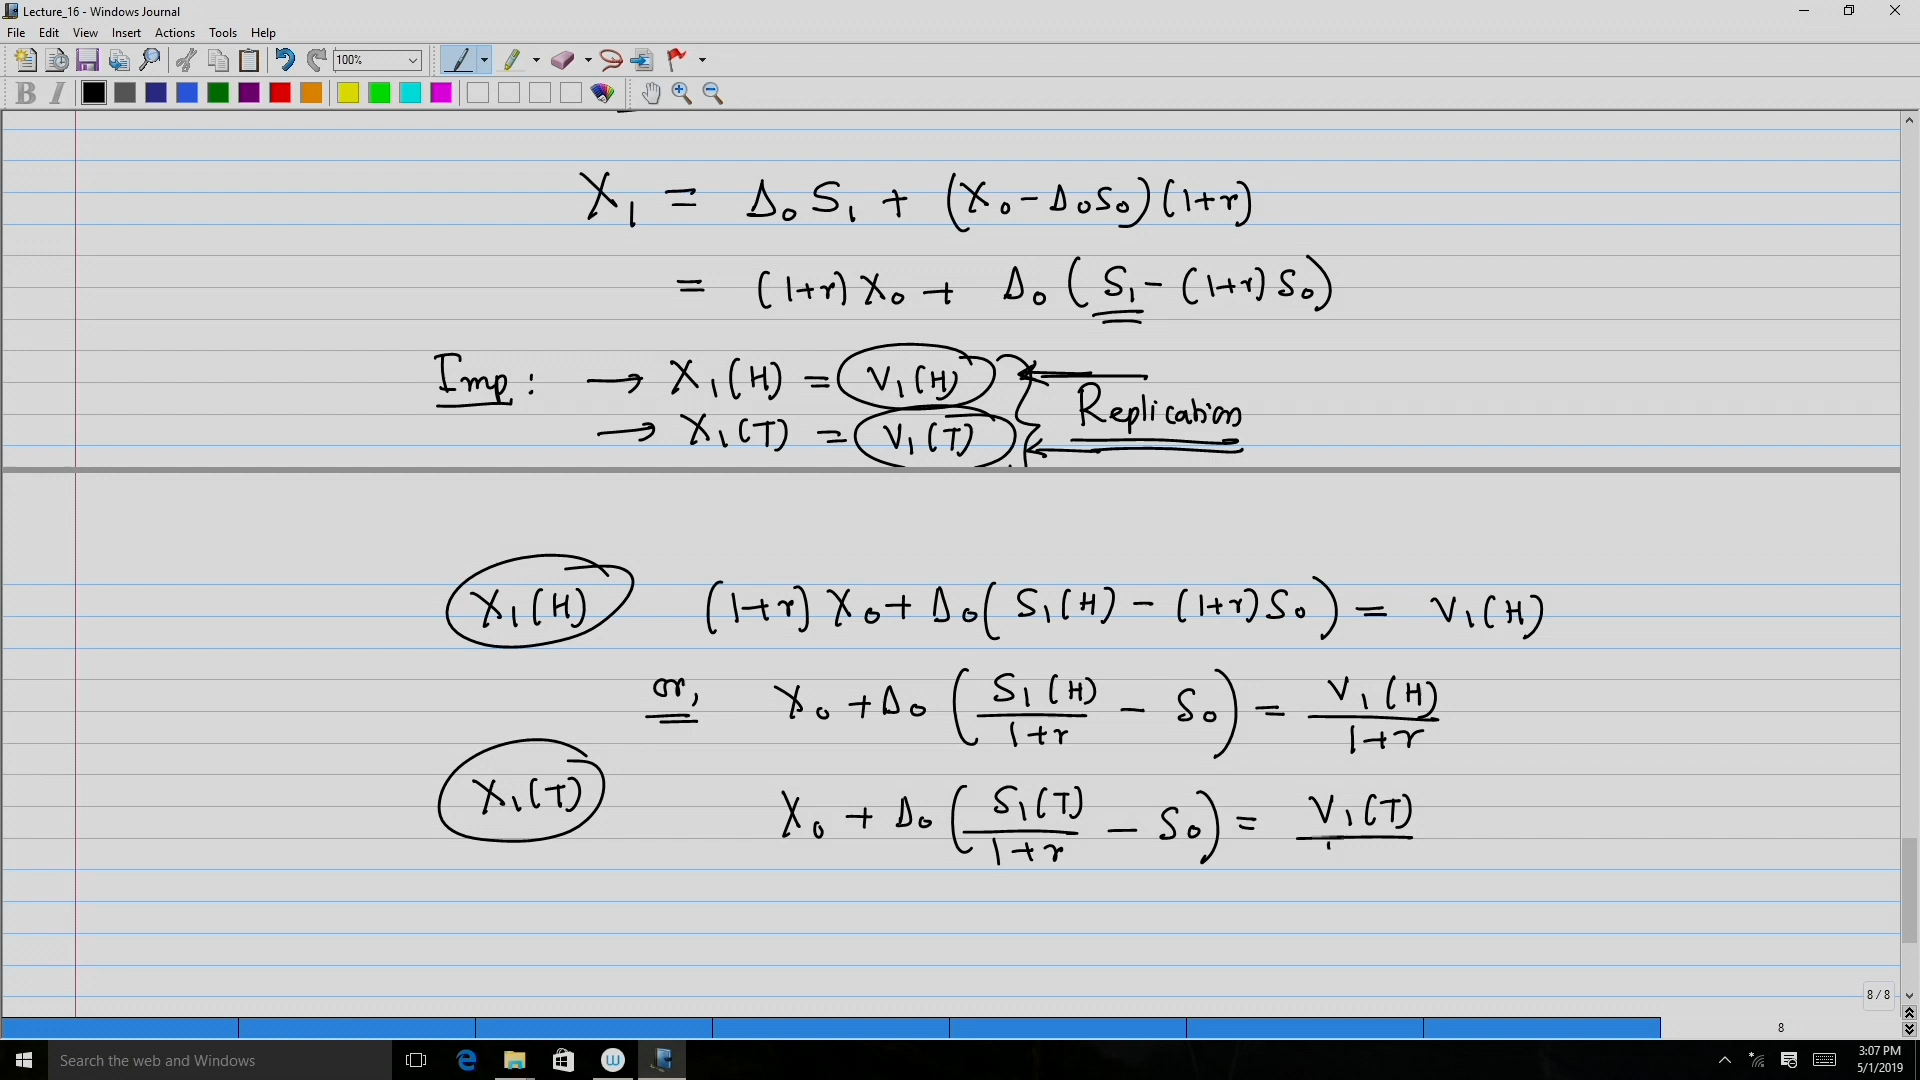 Lecture_16 - Windows Journal
File Edit View Insert Actions Tools Help
100%
B I
X₁ = Δ₀ S₁ + (X₀ - Δ₀S₀)(1+r)
= (1+r) X₀ + Δ₀ (S₁ - (1+r) S₀)
Imp : → X₁(H) = V₁(H)
→ X₁(T) = V₁(T)
Replication
X₁(H) (1+r) X₀ + Δ₀ (S₁(H) - (1+r) S₀) = V₁(H)
or, X₀ + Δ₀ (S₁(H)/1+r - S₀) = V₁(H)/1+r
X₁(T) X₀ + Δ₀ (S₁(T)/1+r - S₀) = V₁(T)
8 / 8
8
Search the web and Windows
3:07 PM
5/1/2019